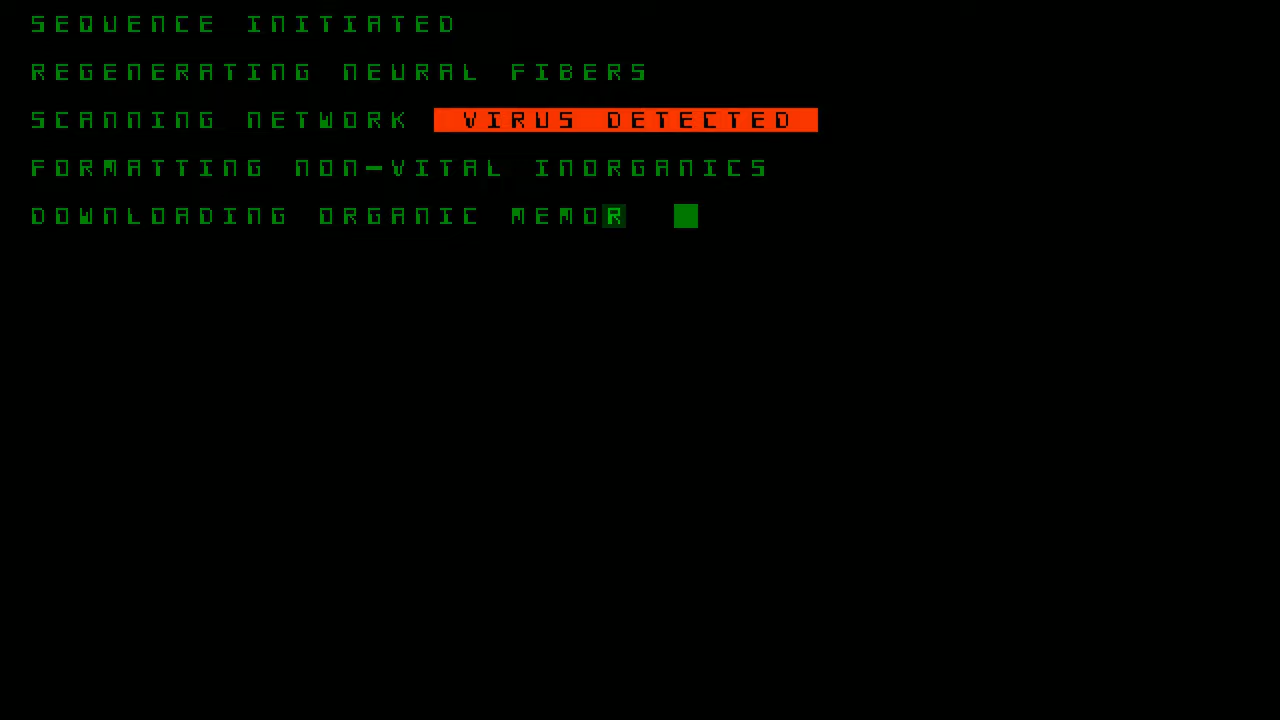 SEQUENCE INITIATED
REGENERATING NEURAL FIBERS
SCANNING NETWORK VIRUS DETECTED
FORMATTING NON-VITAL INORGANICS
DOWNLOADING ORGANIC MEMOR